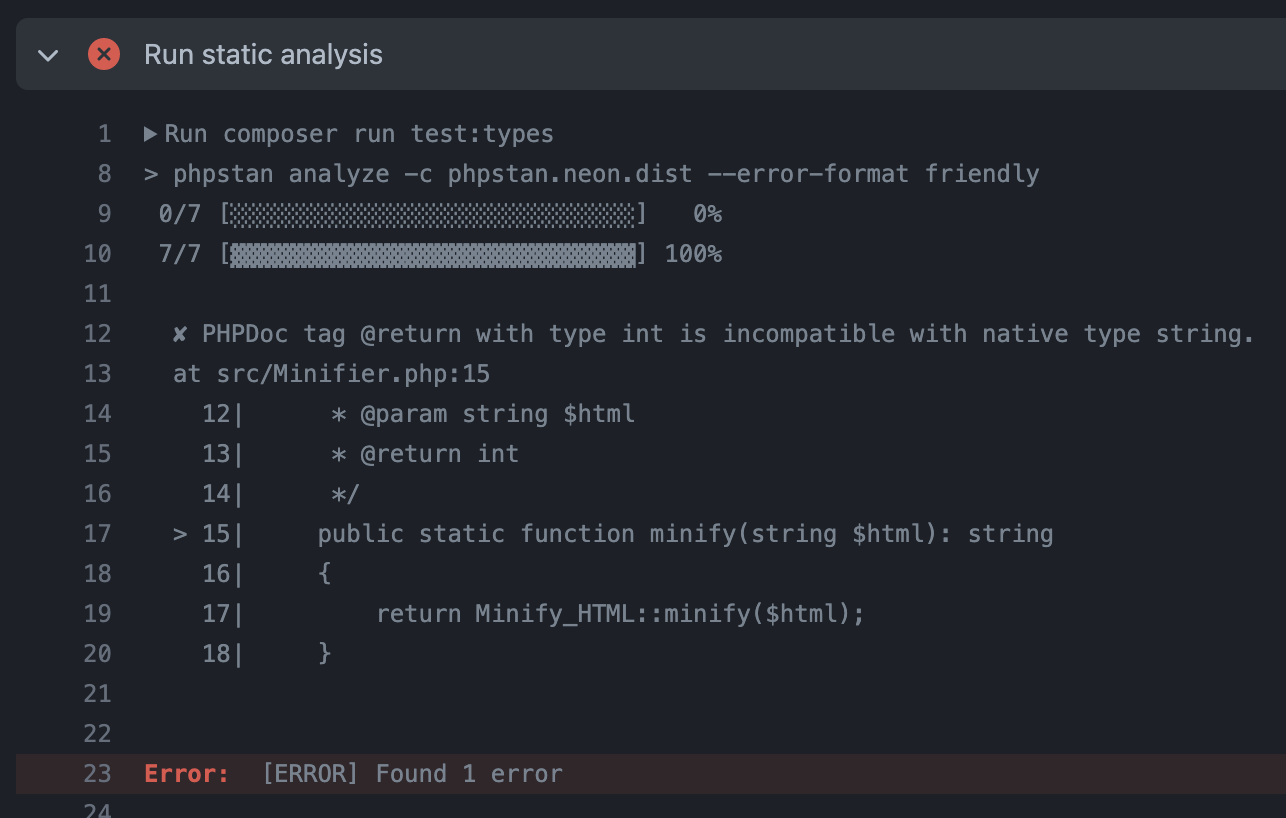 Run static analysis
1 ▶ Run composer run test:types
8 > phpstan analyze -c phpstan.neon.dist --error-format friendly
9 0/7 [░░░░░░░░░░░░░░░░░░░░░░░░░░░░] 0%
10 7/7 [▓▓▓▓▓▓▓▓▓▓▓▓▓▓▓▓▓▓▓▓▓▓▓▓▓▓▓▓] 100%
11
12 ✘ PHPDoc tag @return with type int is incompatible with native type string.
13 at src/Minifier.php:15
14 12| * @param string $html
15 13| * @return int
16 14| */
17 > 15| public static function minify(string $html): string
18 16| {
19 17| return Minify_HTML::minify($html);
20 18| }
21
22
23 Error: [ERROR] Found 1 error
24